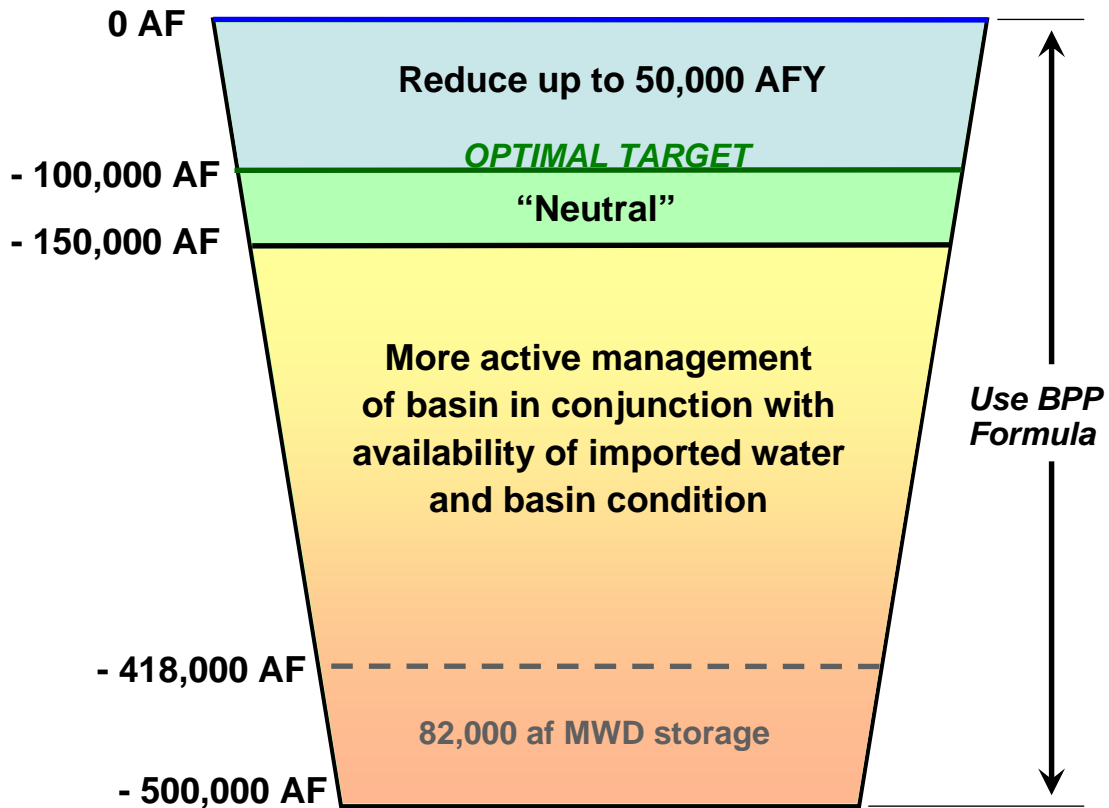 0 AF
Reduce up to 50,000 AFY
OPTIMAL TARGET
- 100,000 AF
“Neutral”
- 150,000 AF
More active management
of basin in conjunction with
availability of imported water
and basin condition
Use BPP
Formula
- 418,000 AF
82,000 af MWD storage
- 500,000 AF